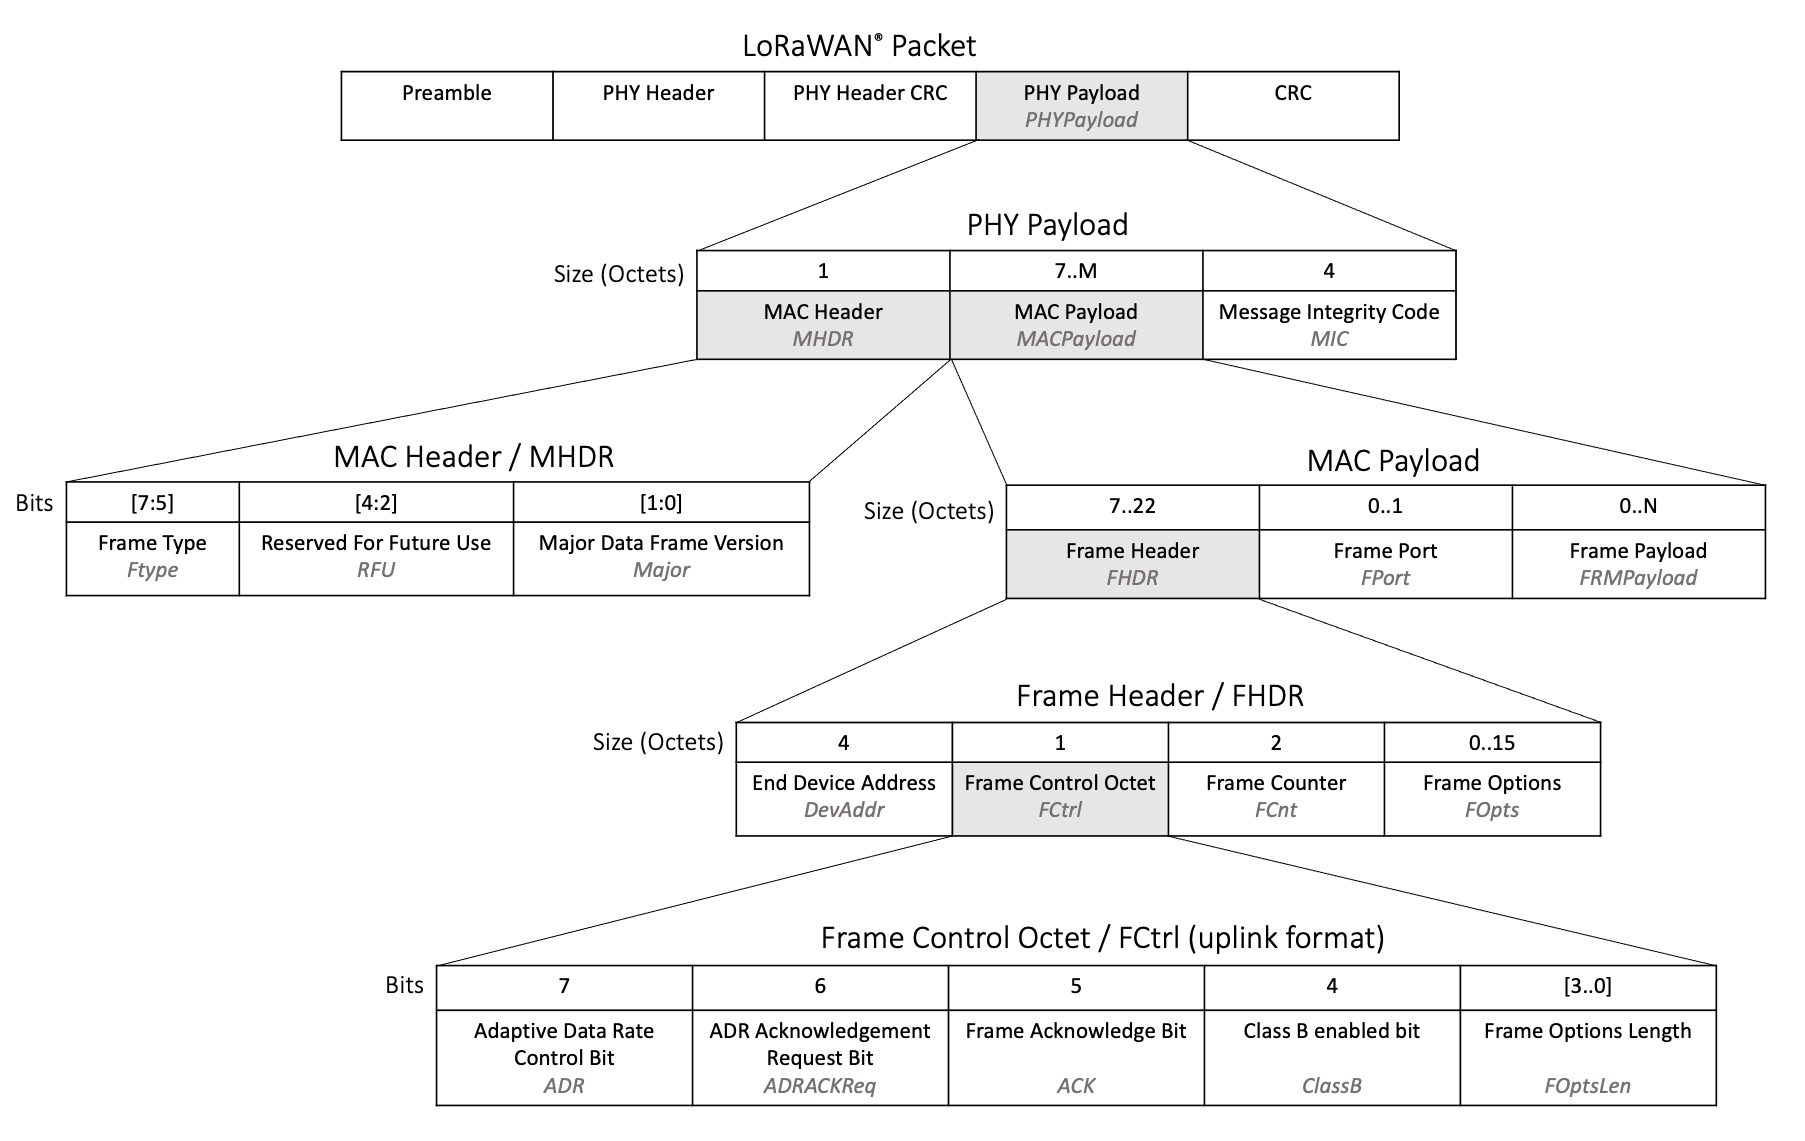 LoRaWAN® Packet
Preamble PHY Header PHY Header CRC PHY Payload CRC
PHYPayload
PHY Payload
Size (Octets) 1 7..M 4
MAC Header MAC Payload Message Integrity Code
MHDR MACPayload MIC
MAC Header / MHDR
Bits [7:5] [4:2] [1:0]
Frame Type Reserved For Future Use Major Data Frame Version
Ftype RFU Major
MAC Payload
Size (Octets) 7..22 0..1 0..N
Frame Header Frame Port Frame Payload
FHDR FPort FRMPayload
Frame Header / FHDR
Size (Octets) 4 1 2 0..15
End Device Address Frame Control Octet Frame Counter Frame Options
DevAddr FCtrl FCnt FOpts
Frame Control Octet / FCtrl (uplink format)
Bits 7 6 5 4 [3..0]
Adaptive Data Rate ADR Acknowledgement Frame Acknowledge Bit Class B enabled bit Frame Options Length
Control Bit Request Bit
ADR ADRACKReq ACK ClassB FOptsLen